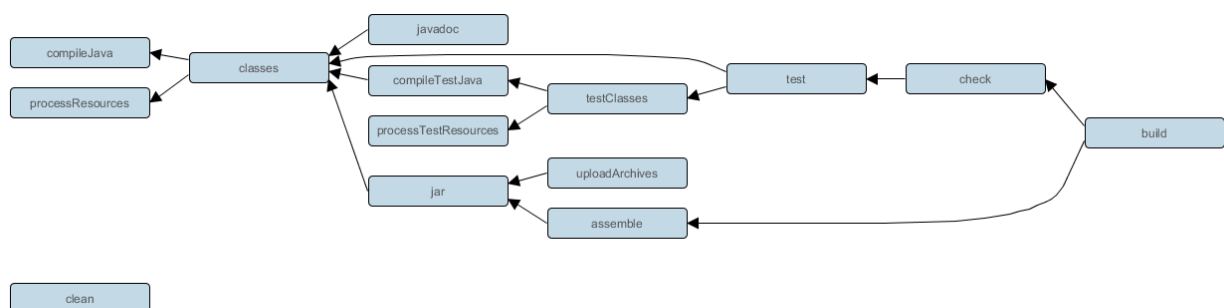 javadoc
compileJava
classes
compileTestJava
test
check
processResources
testClasses
processTestResources
build
uploadArchives
jar
assemble
clean